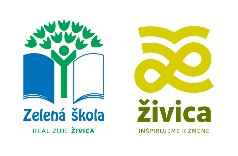 Zelená škola
REALIZUJE ŽIVICA
živica
INŠPIRUJEME K ZMENE